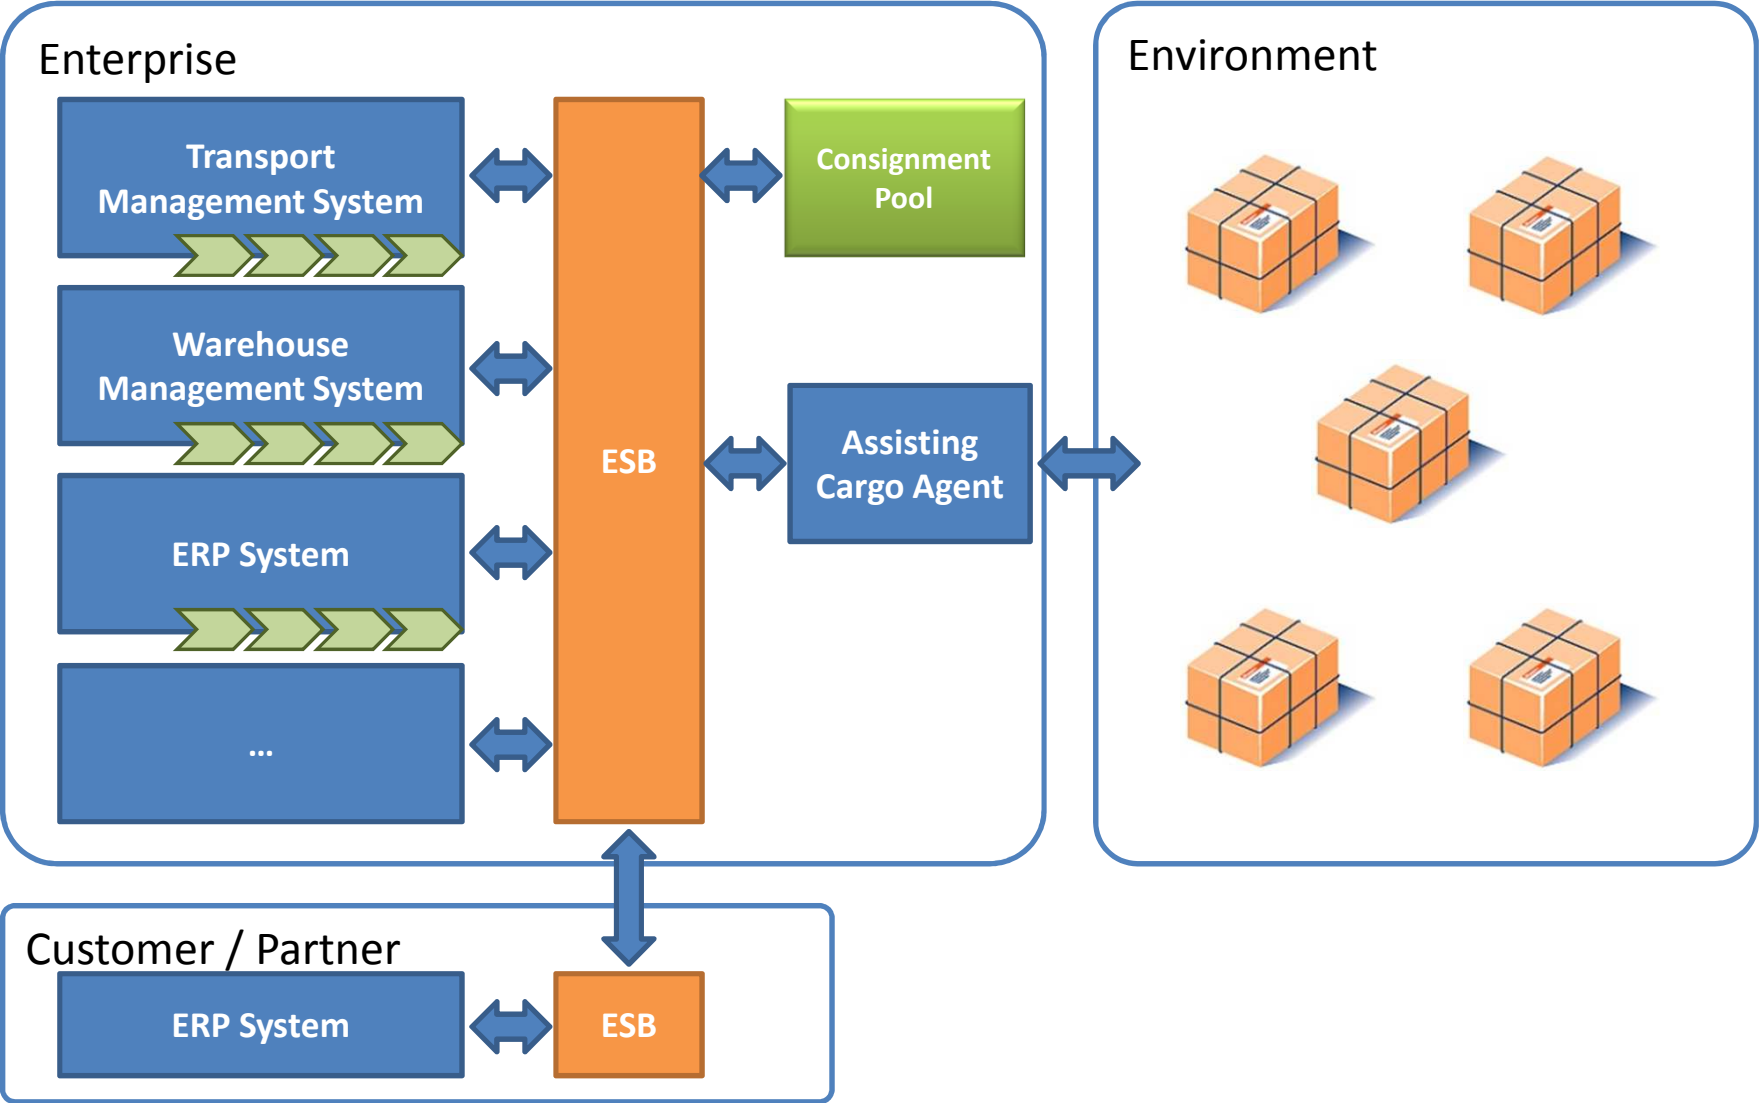 Enterprise
Transport
Management System
Warehouse
Management System
ERP System
...
ESB
Consignment
Pool
Assisting
Cargo Agent
Environment
Customer / Partner
ERP System
ESB